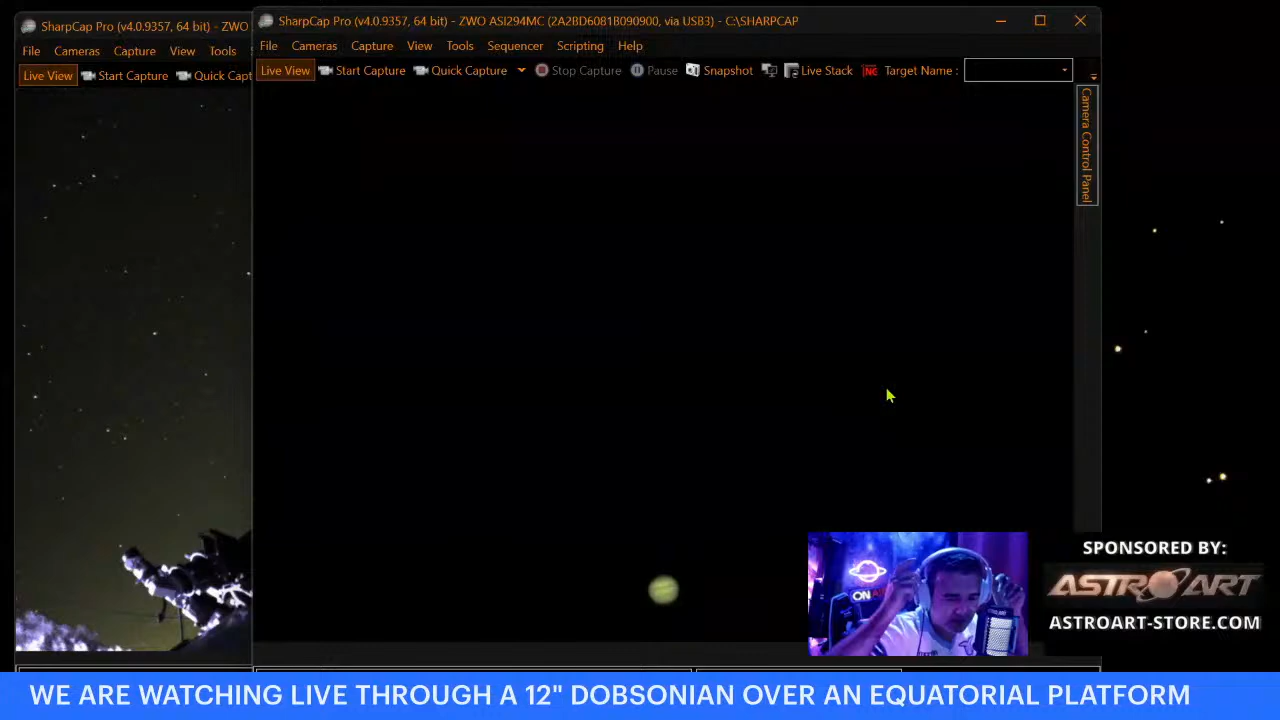 SharpCap Pro (v4.0.9357, 64 bit) - ZWO
File Cameras Capture View Tools
Live View Start Capture Quick Capt
SharpCap Pro (v4.0.9357, 64 bit) - ZWO ASI294MC (2A2BD6081B090900, via USB3) - C:\SHARPCAP
File Cameras Capture View Tools Sequencer Scripting Help
Live View Start Capture Quick Capture Stop Capture Pause Snapshot Live Stack Target Name :
Camera Control Panel
SPONSORED BY:
ASTROART
ASTROART-STORE.COM
WE ARE WATCHING LIVE THROUGH A 12" DOBSONIAN OVER AN EQUATORIAL PLATFORM